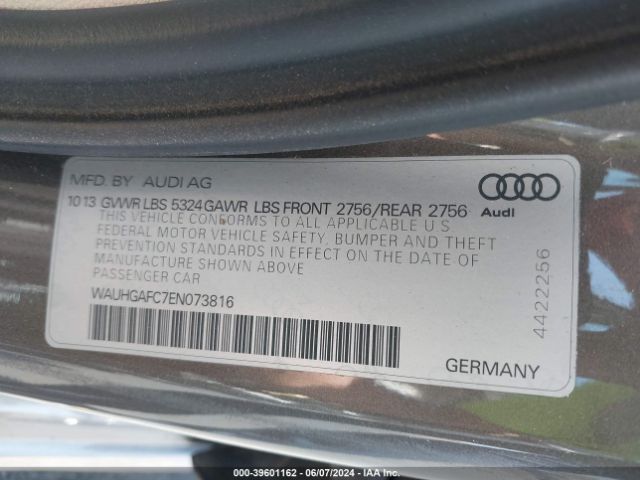 MFD. BY AUDI AG
10 13 GVWR LBS 5324 GAWR LBS FRONT 2756/REAR 2756
Audi
THIS VEHICLE CONFORMS TO ALL APPLICABLE U S
FEDERAL MOTOR VEHICLE SAFETY, BUMPER AND THEFT
PREVENTION STANDARDS IN EFFECT ON THE DATE OF
MANUFACTURE SHOWN ABOVE
PASSENGER CAR
WAUHGAFC7EN073816
4422256
GERMANY
000-39601162 - 06/07/2024 - IAA Inc.